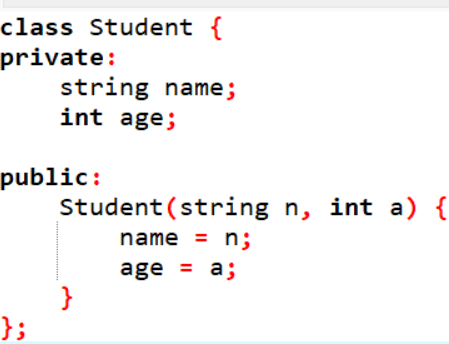 class Student {
private:
    string name;
    int age;

public:
    Student(string n, int a) {
        name = n;
        age = a;
    }
};